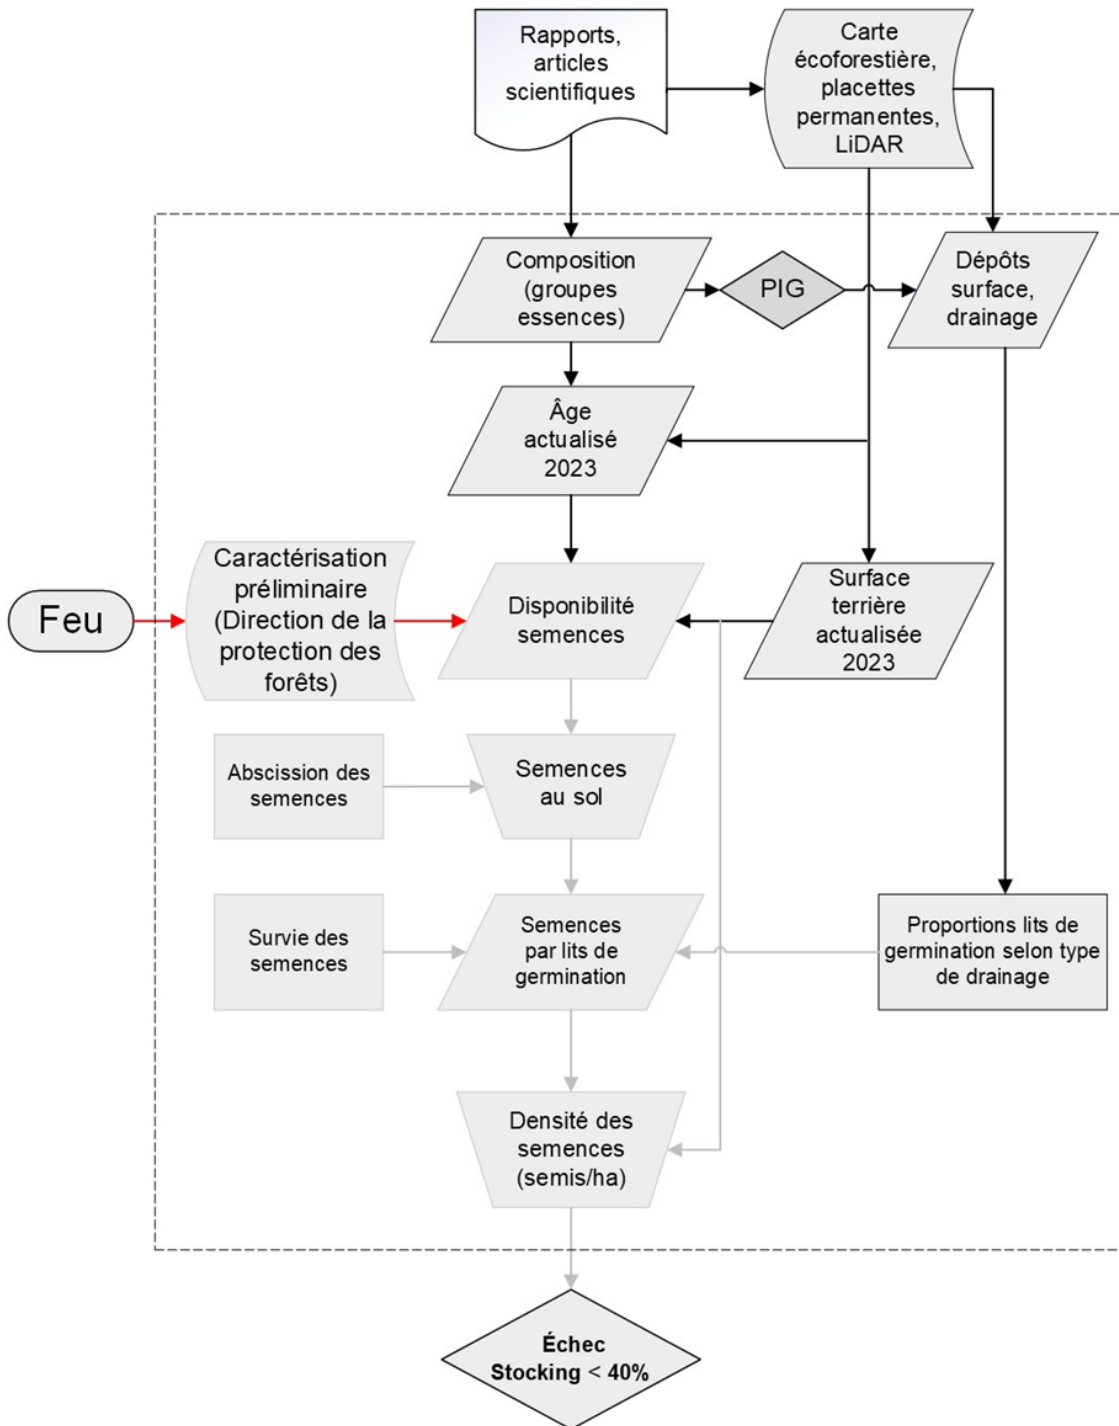 Rapports,
articles
scientifiques
Carte
écoforestière,
placettes
permanentes,
LiDAR
Composition
(groupes
essences)
PIG
Dépôts
surface,
drainage
Âge
actualisé
2023
Feu
Caractérisation
préliminaire
(Direction de la
protection des
forêts)
Disponibilité
semences
Surface
terrière
actualisée
2023
Abscission des
semences
Semences
au sol
Survie des
semences
Semences
par lits de
germination
Proportions lits de
germination selon type
de drainage
Densité des
semences
(semis/ha)
Échec
Stocking < 40%